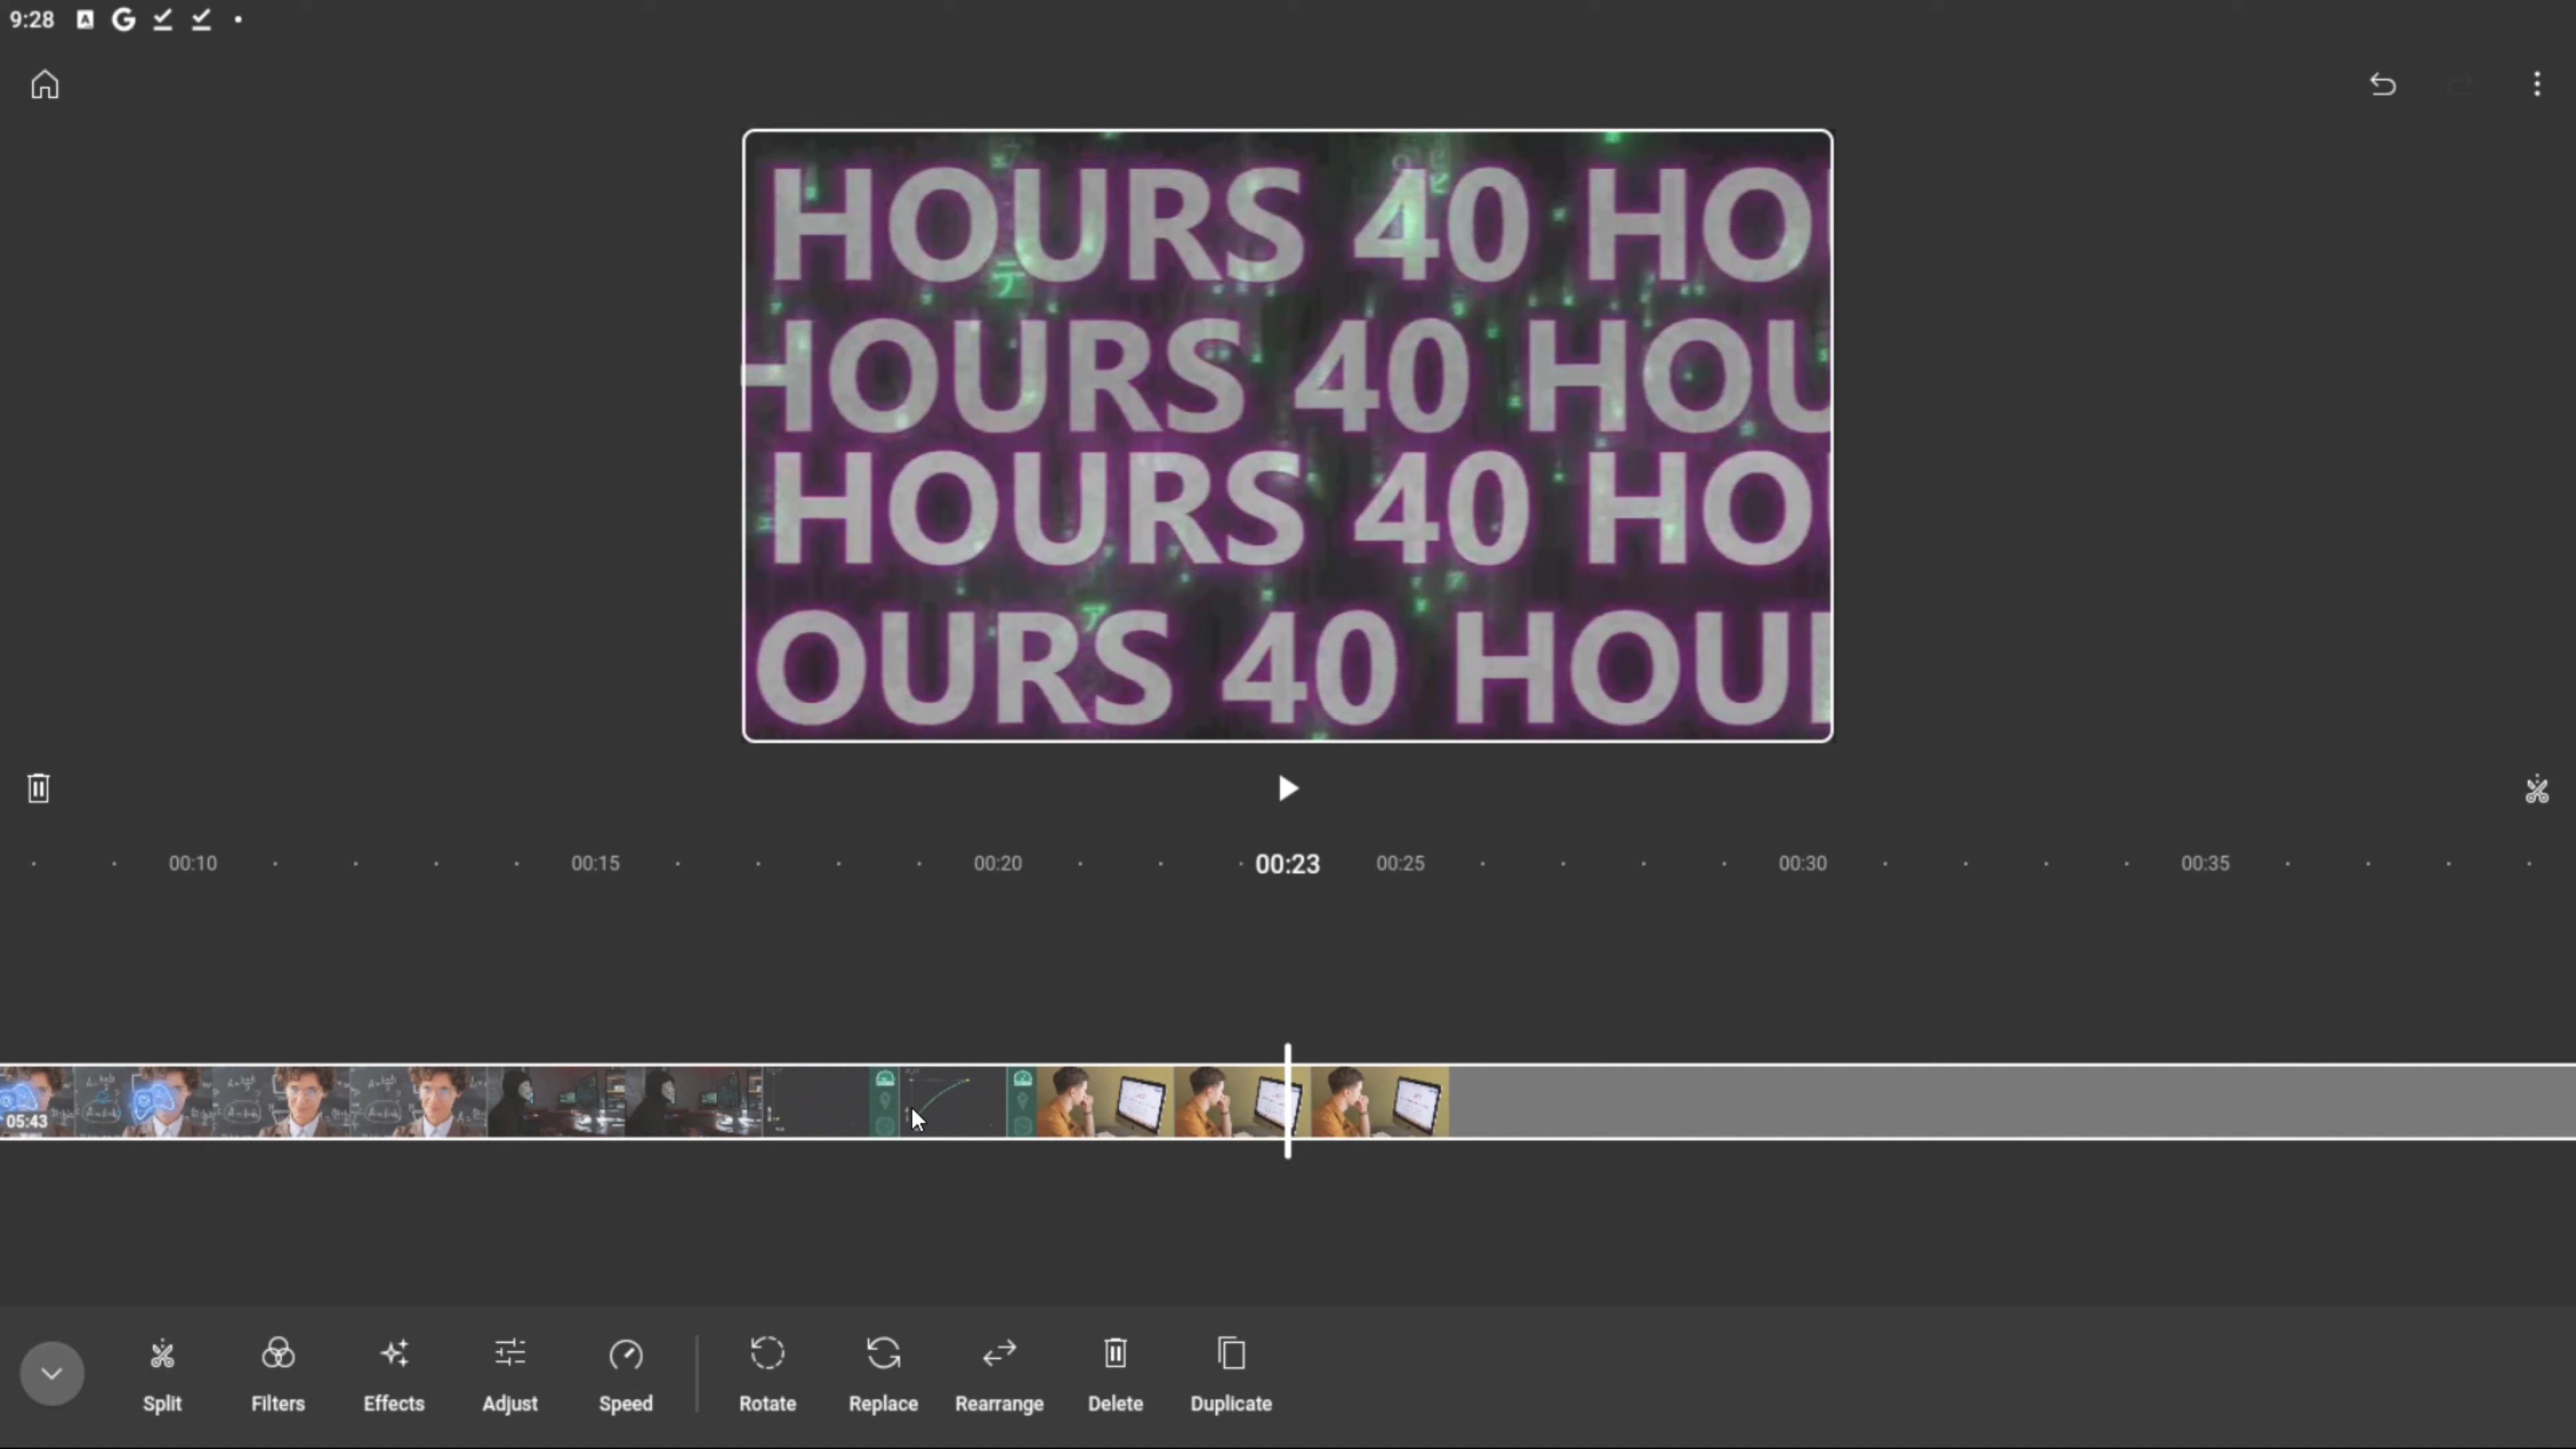 9:28
HOURS 40 HO
HOURS 40 HOU
HOURS 40 HO
OURS 40 HOU
00:10
00:15
00:20
00:23
00:25
00:30
00:35
05:43
Split
Filters
Effects
Adjust
Speed
Rotate
Replace
Rearrange
Delete
Duplicate